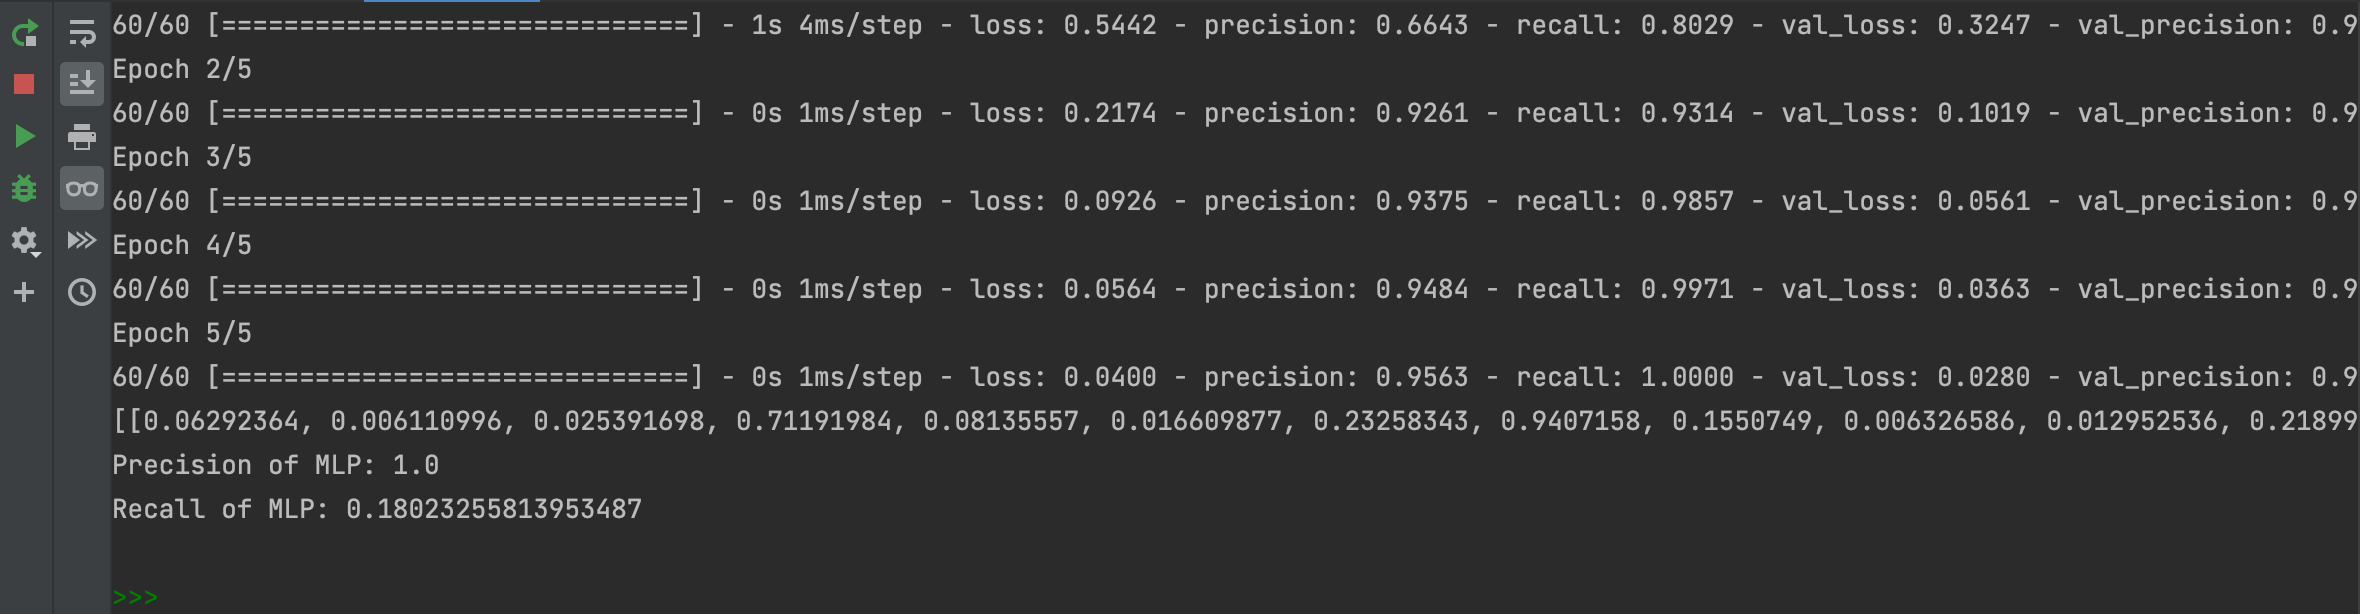 60/60 [==============================] - 1s 4ms/step - loss: 0.5442 - precision: 0.6643 - recall: 0.8029 - val_loss: 0.3247 - val_precision: 0.9
Epoch 2/5
60/60 [==============================] - 0s 1ms/step - loss: 0.2174 - precision: 0.9261 - recall: 0.9314 - val_loss: 0.1019 - val_precision: 0.9
Epoch 3/5
60/60 [==============================] - 0s 1ms/step - loss: 0.0926 - precision: 0.9375 - recall: 0.9857 - val_loss: 0.0561 - val_precision: 0.9
Epoch 4/5
60/60 [==============================] - 0s 1ms/step - loss: 0.0564 - precision: 0.9484 - recall: 0.9971 - val_loss: 0.0363 - val_precision: 0.9
Epoch 5/5
60/60 [==============================] - 0s 1ms/step - loss: 0.0400 - precision: 0.9563 - recall: 1.0000 - val_loss: 0.0280 - val_precision: 0.9
[[0.06292364, 0.006110996, 0.025391698, 0.71191984, 0.08135557, 0.016609877, 0.23258343, 0.9407158, 0.1550749, 0.006326586, 0.012952536, 0.21899
Precision of MLP: 1.0
Recall of MLP: 0.18023255813953487
>>>